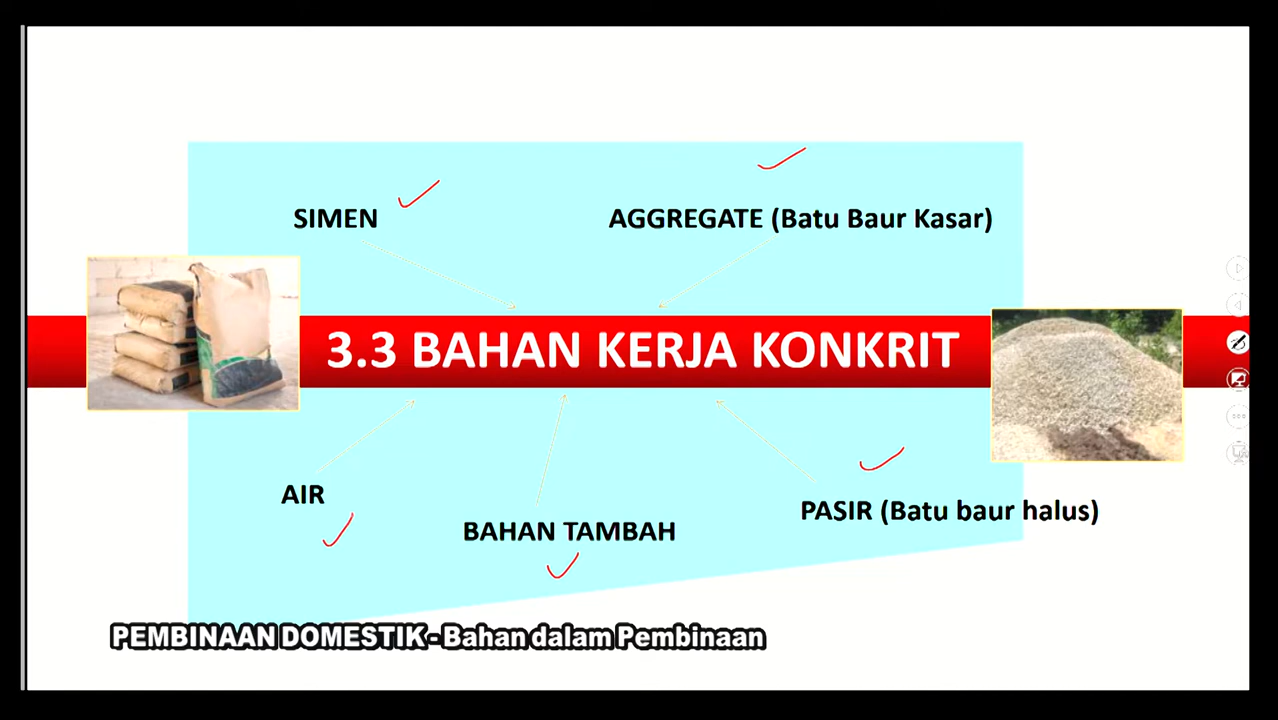 SIMEN
AGGREGATE (Batu Baur Kasar)
3.3 BAHAN KERJA KONKRIT
AIR
BAHAN TAMBAH
PASIR (Batu baur halus)
PEMBINAAN DOMESTIK - Bahan dalam Pembinaan